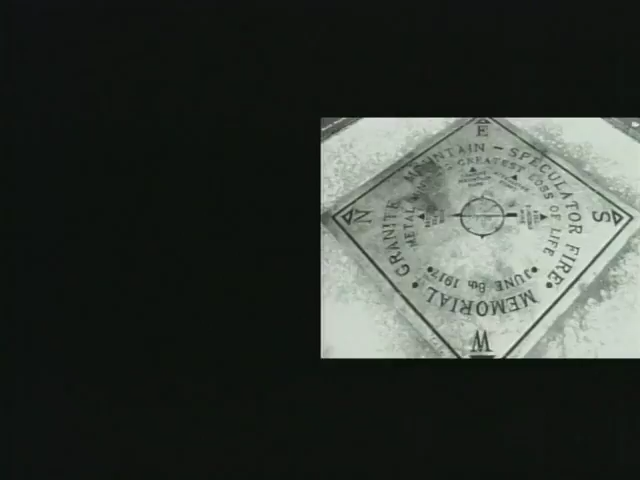 GRANITE MOUNTAIN – SPECULATOR FIRE • MEMORIAL •
METAL MINING'S GREATEST LOSS OF LIFE
• JUNE 8th 1917 •
E
N
S
W